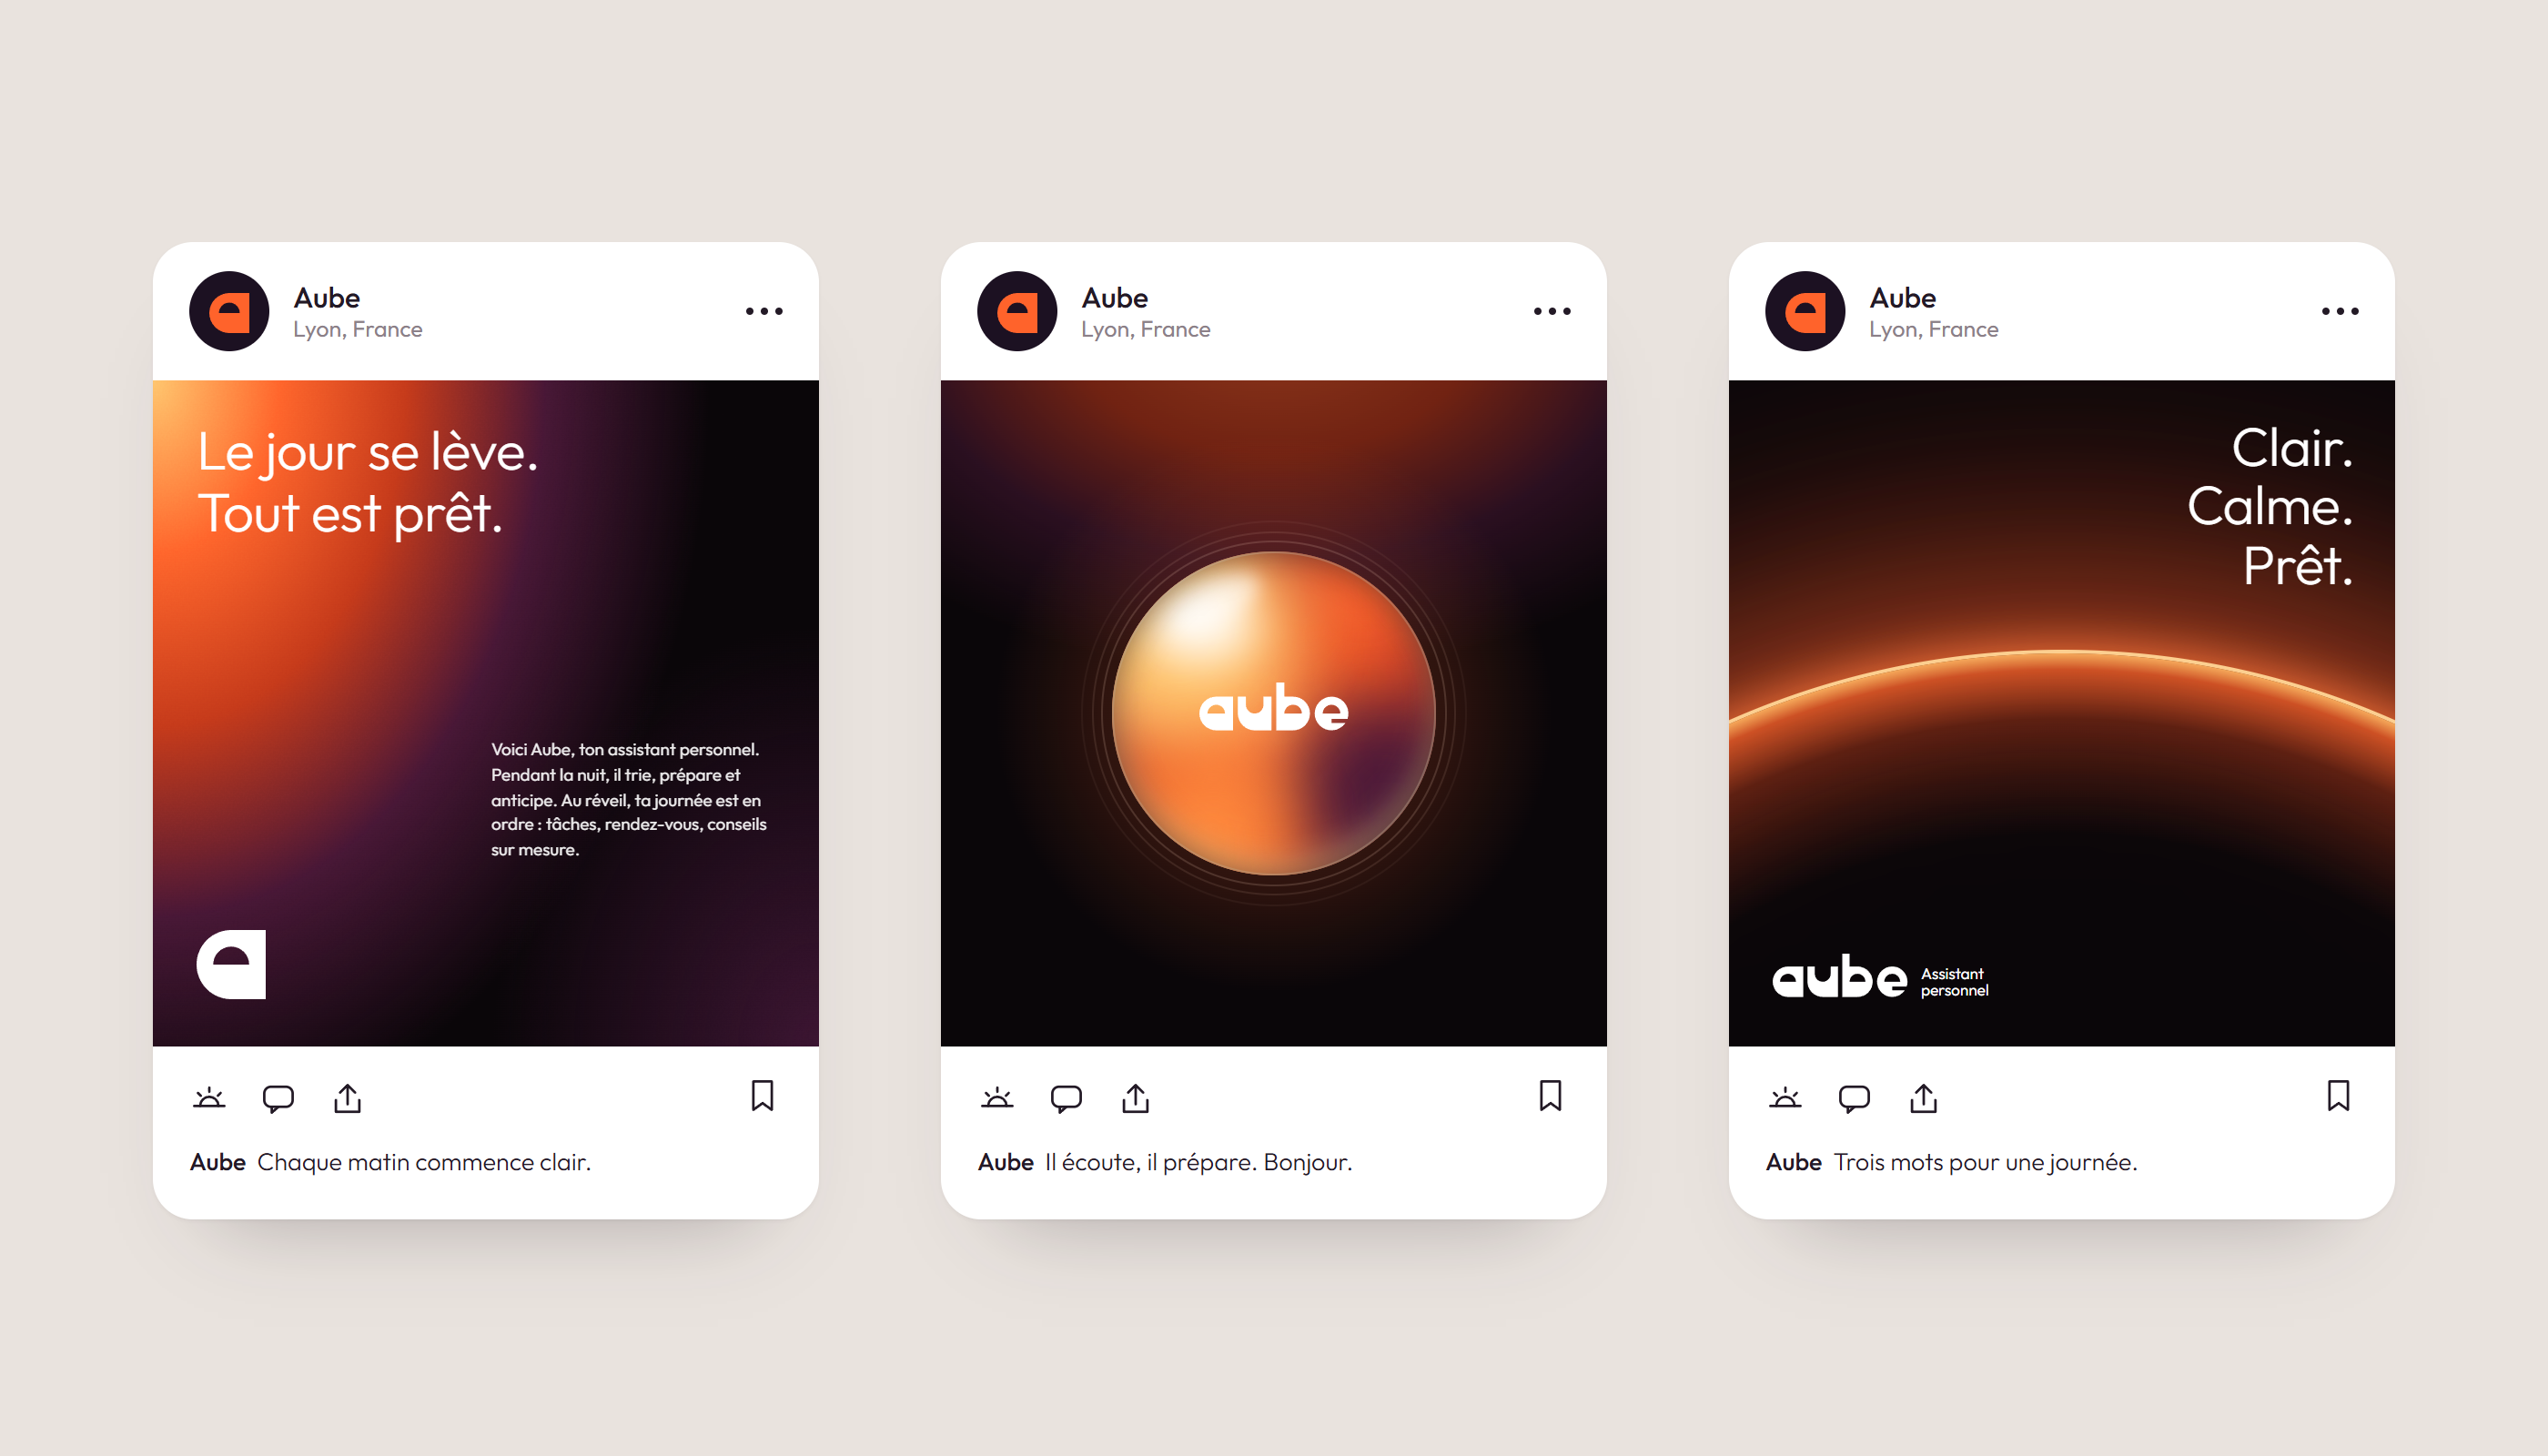 Aube
Lyon, France
Le jour se lève.
Tout est prêt.
Voici Aube, ton assistant personnel.
Pendant la nuit, il trie, prépare et
anticipe. Au réveil, ta journée est en
ordre : tâches, rendez-vous, conseils
sur mesure.
a
Aube Chaque matin commence clair.
Aube
Lyon, France
aube
Aube Il écoute, il prépare. Bonjour.
Aube
Lyon, France
Clair.
Calme.
Prêt.
aube Assistant
personnel
Aube Trois mots pour une journée.